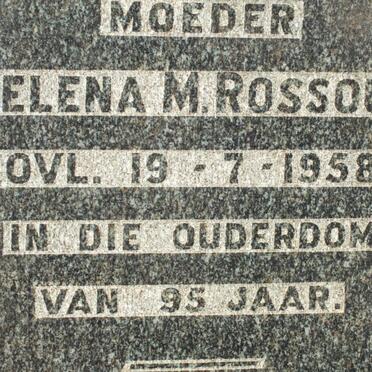 MOEDER
ELENA M. ROSSO
OVL. 19 - 7 - 1958
IN DIE OUDERDOM
VAN 95 JAAR.